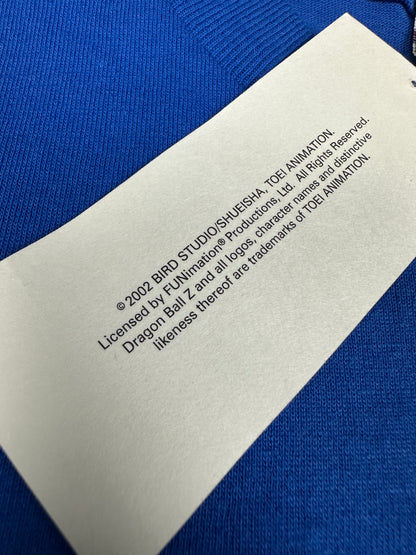 ©2002 BIRD STUDIO/SHUEISHA, TOEI ANIMATION.
Licensed by FUNimation® Productions, Ltd. All Rights Reserved.
Dragon Ball Z and all logos, character names and distinctive
likeness thereof are trademarks of TOEI ANIMATION.